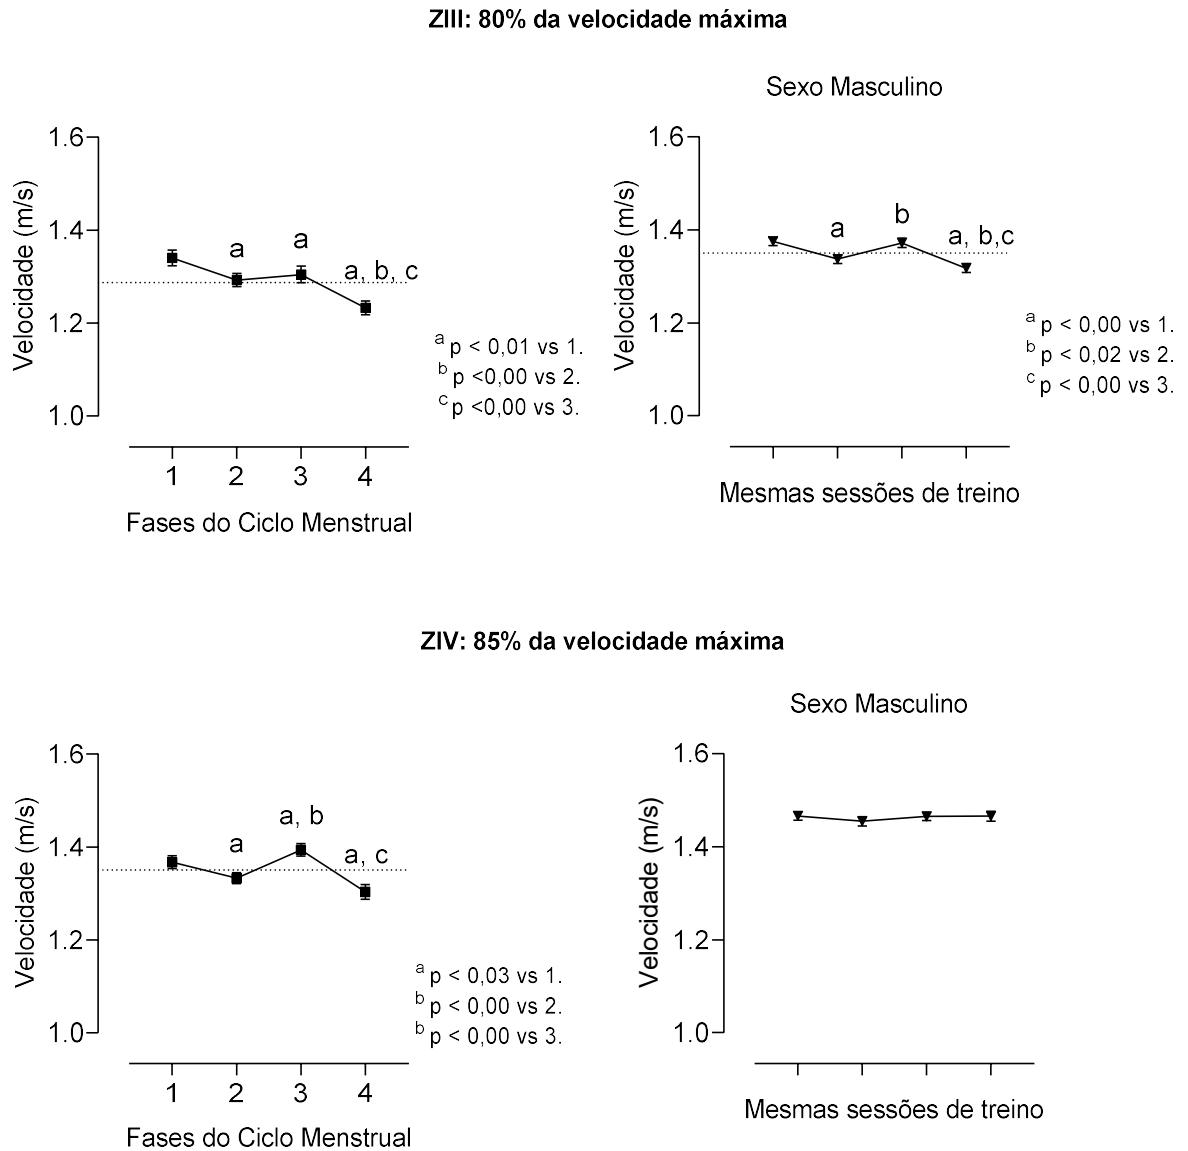 ZIII: 80% da velocidade máxima
Velocidade (m/s)
1.6
1.4
1.2
1.0
a
a
a, b, c
a p < 0,01 vs 1.
b p <0,00 vs 2.
c p <0,00 vs 3.
1 2 3 4
Fases do Ciclo Menstrual
Sexo Masculino
Velocidade (m/s)
1.6
1.4
1.2
1.0
a
b
a, b,c
a p < 0,00 vs 1.
b p < 0,02 vs 2.
c p < 0,00 vs 3.
Mesmas sessões de treino
ZIV: 85% da velocidade máxima
Velocidade (m/s)
1.6
1.4
1.2
1.0
a
a, b
a, c
a p < 0,03 vs 1.
b p < 0,00 vs 2.
b p < 0,00 vs 3.
1 2 3 4
Fases do Ciclo Menstrual
Sexo Masculino
Velocidade (m/s)
1.6
1.4
1.2
1.0
Mesmas sessões de treino